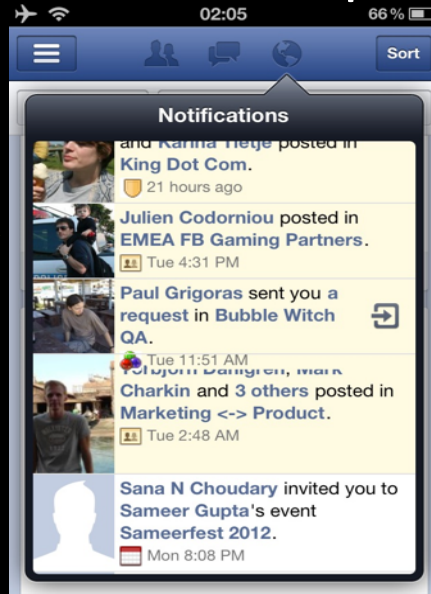 02:05
66%
Sort
Notifications
and Karina Tietje posted in
King Dot Com.
21 hours ago
Julien Codorniou posted in
EMEA FB Gaming Partners.
Tue 4:31 PM
Paul Grigoras sent you a
request in Bubble Witch
QA.
Tue 11:51 AM
Torbjörn Dahlgren, Mark
Charkin and 3 others posted in
Marketing <-> Product.
Tue 2:48 AM
Sana N Choudary invited you to
Sameer Gupta's event
Sameerfest 2012.
Mon 8:08 PM